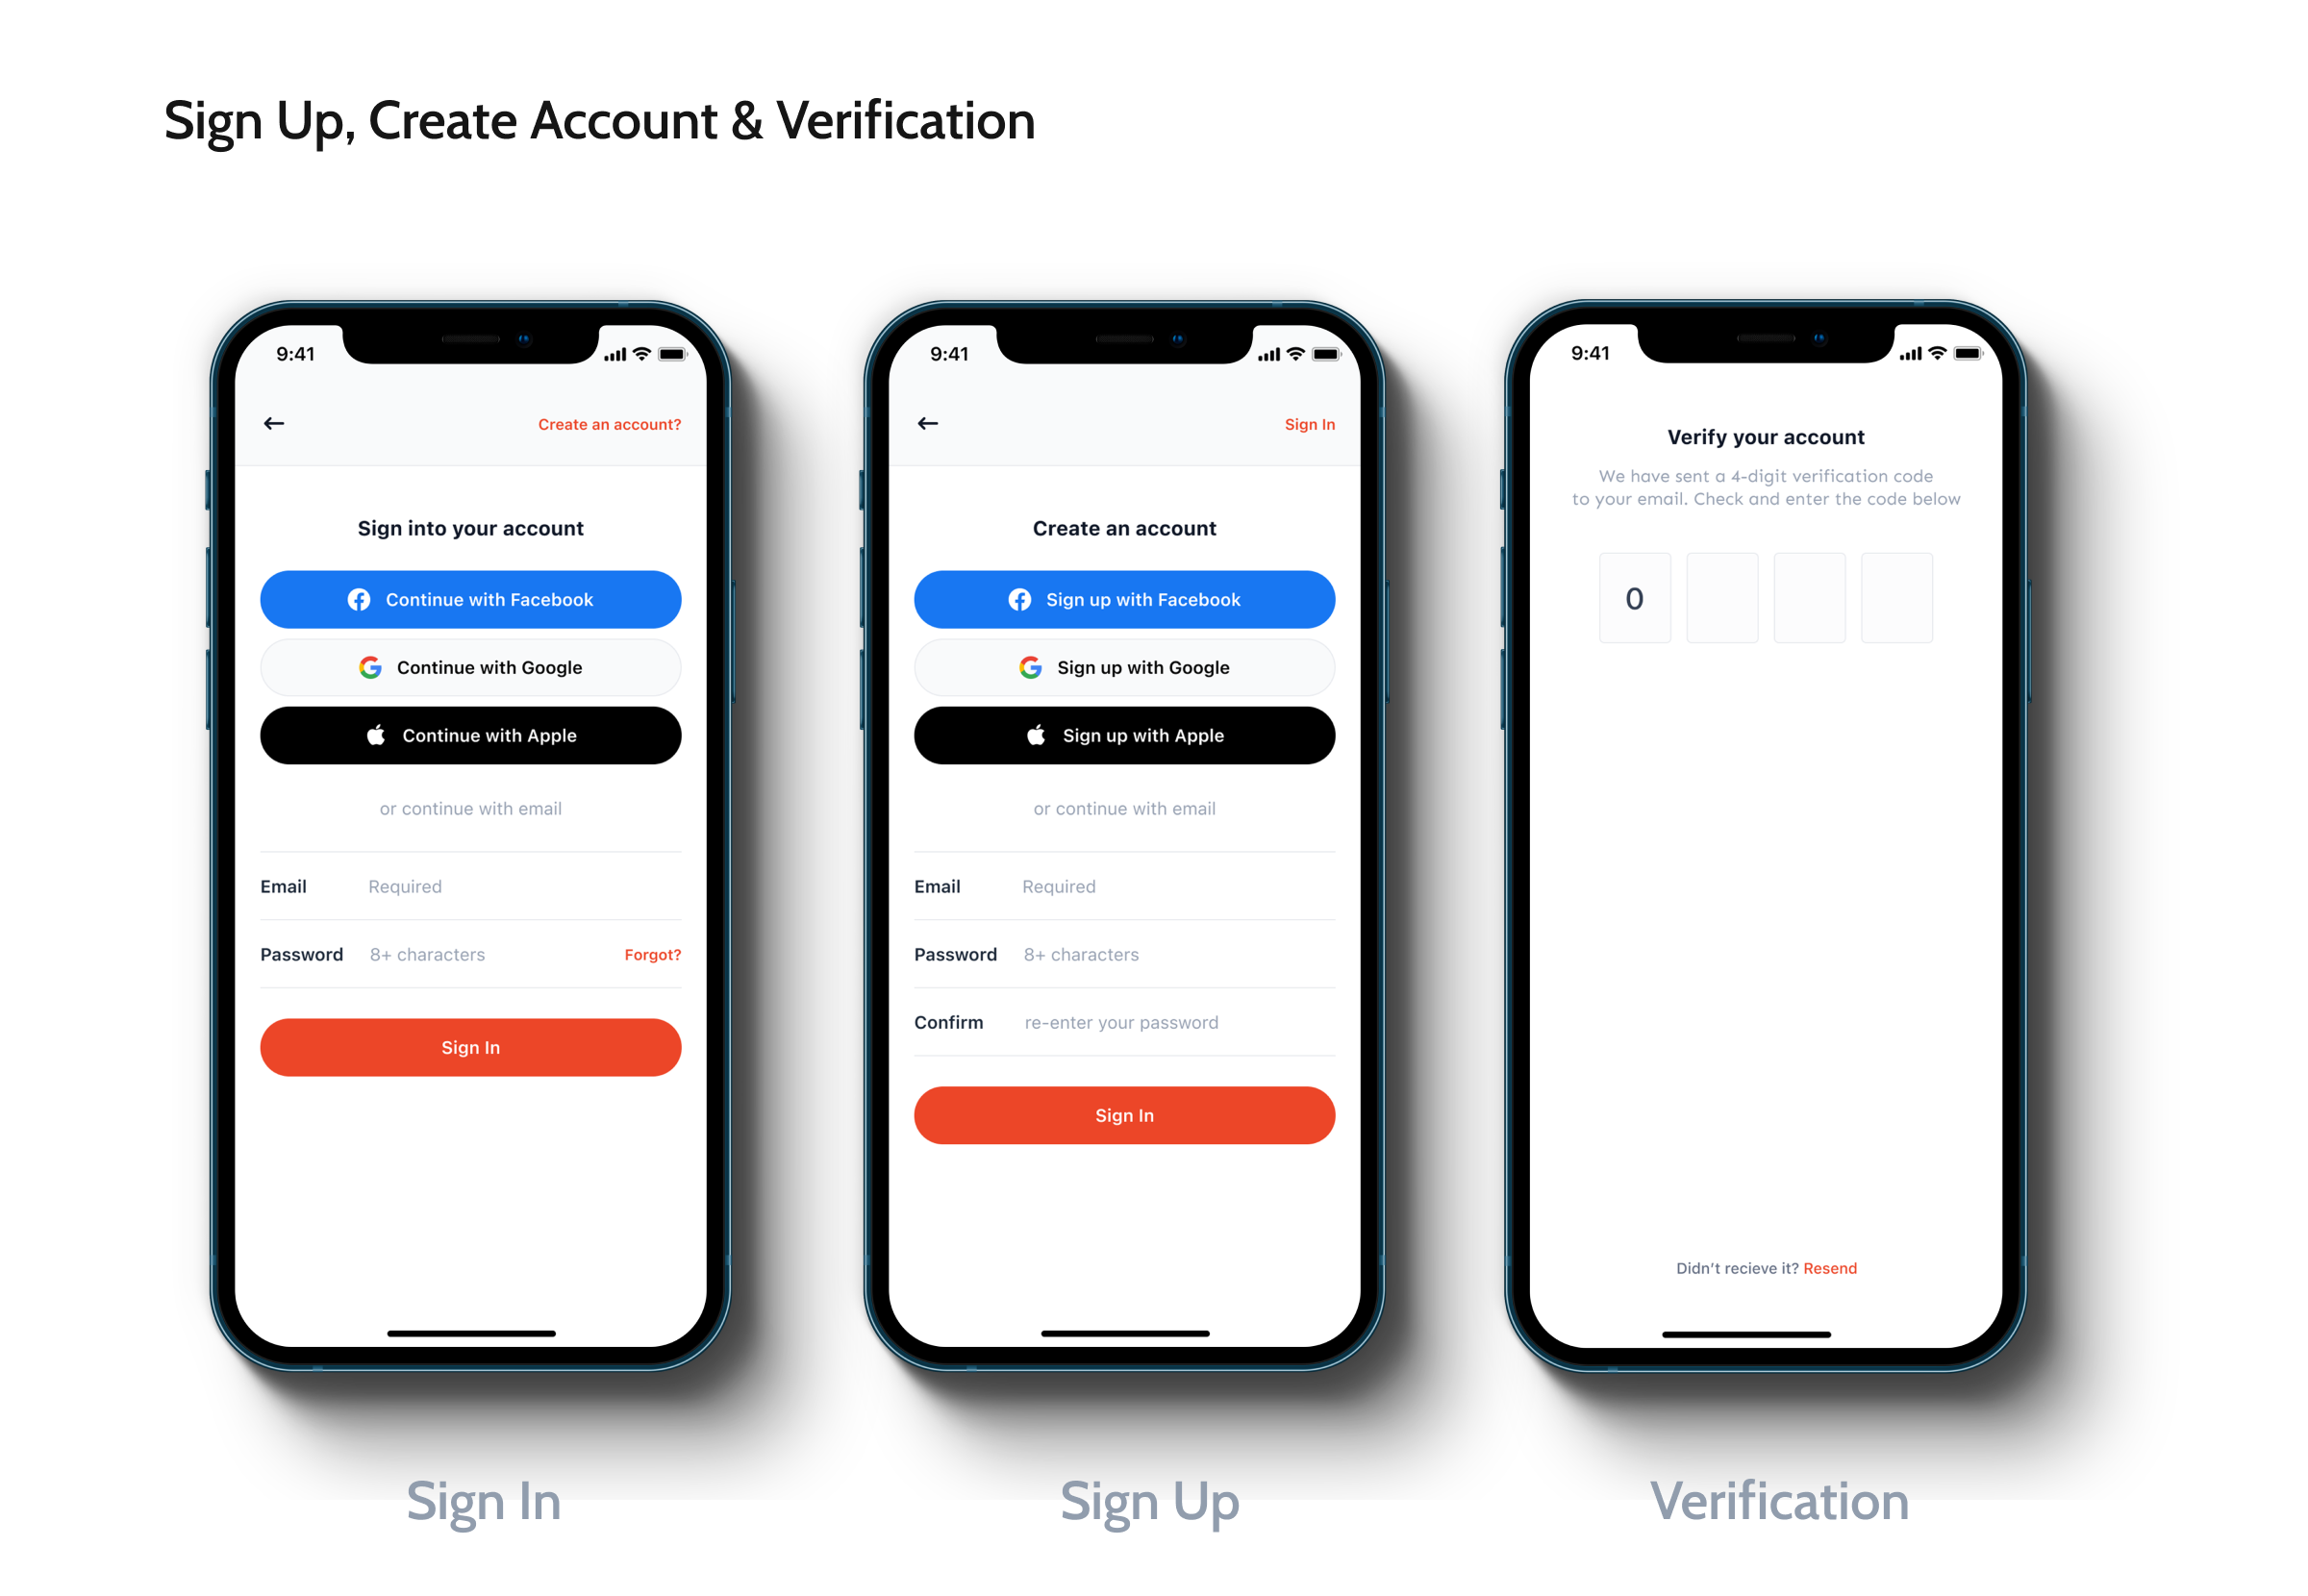 Sign Up, Create Account & Verification
9:41
Create an account?
Sign into your account
Continue with Facebook
Continue with Google
Continue with Apple
or continue with email
Email Required
Password 8+ characters Forgot?
Sign In
Sign In
9:41
Sign In
Create an account
Sign up with Facebook
Sign up with Google
Sign up with Apple
or continue with email
Email Required
Password 8+ characters
Confirm re-enter your password
Sign In
Sign Up
9:41
Verify your account
We have sent a 4-digit verification code
to your email. Check and enter the code below
0
Didn't recieve it? Resend
Verification